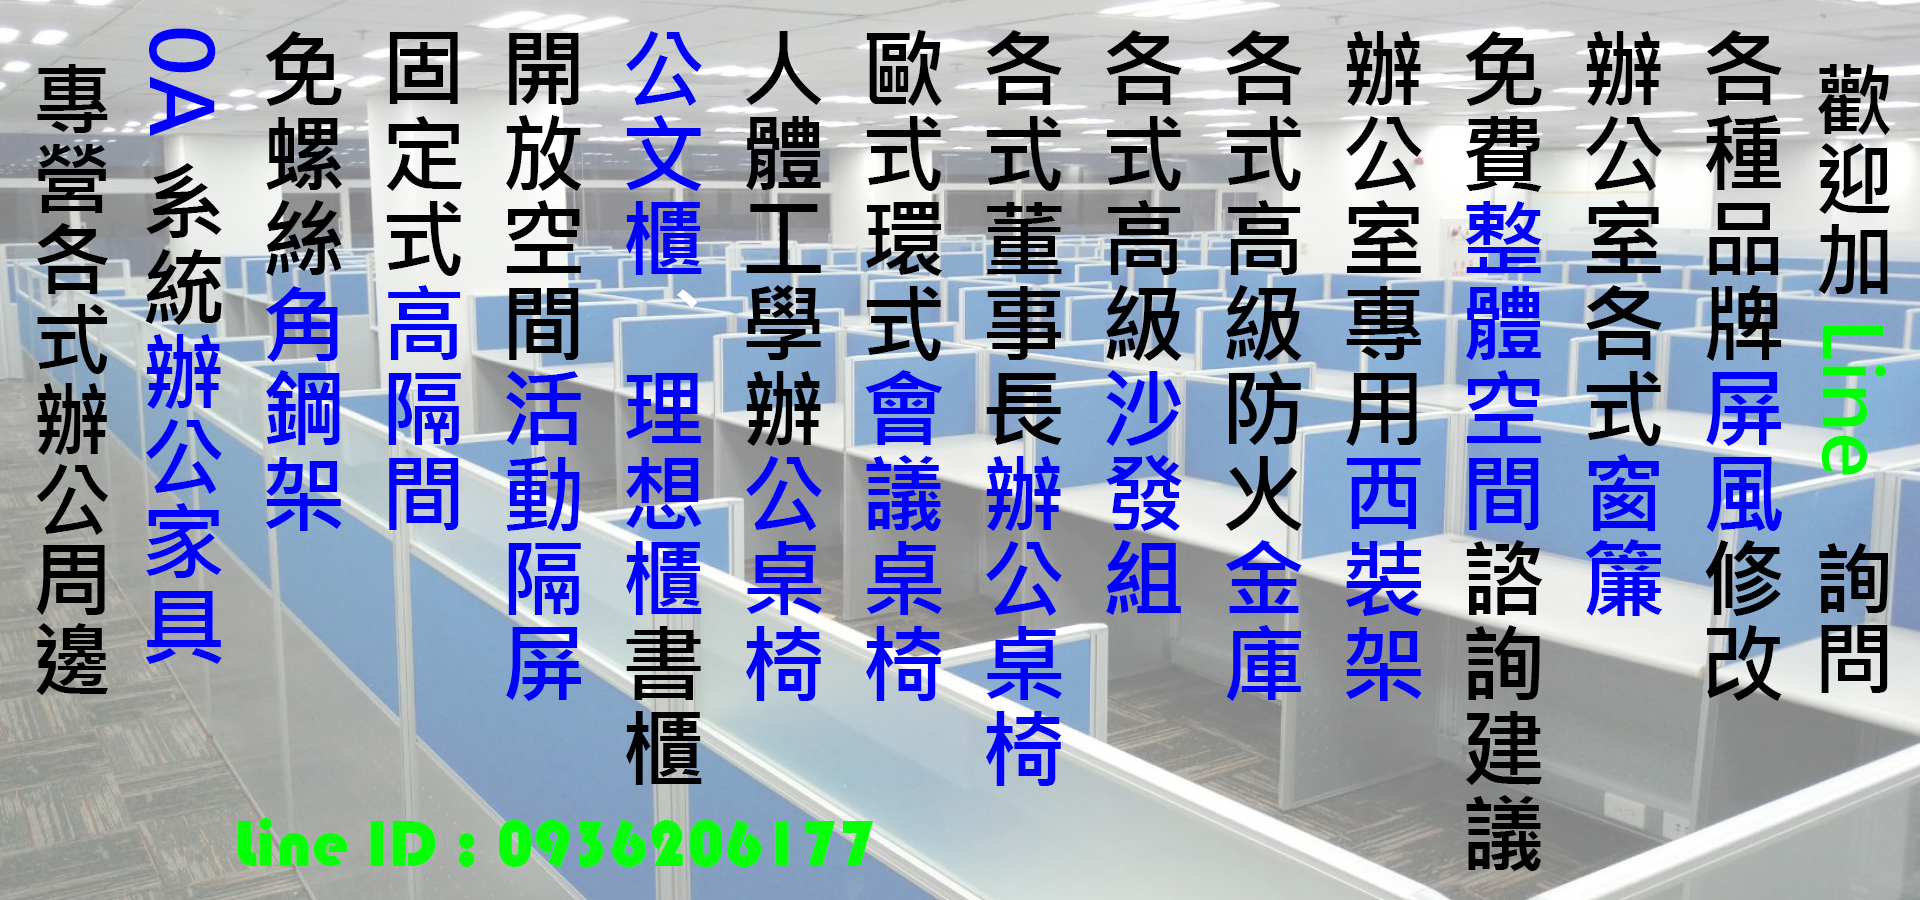 專營各式辦公周邊
OA 系統辦公家具
免螺絲角鋼架
固定式高隔間
開放空間活動隔屏
公文櫃、理想櫃書櫃
人體工學辦公桌椅
歐式環式會議桌椅
各式董事長辦公桌椅
各式高級沙發組
各式高級防火金庫
辦公室專用西裝架
免費整體空間諮詢建議
辦公室各式窗簾
各種品牌屏風修改
歡迎加 Line 詢問
Line ID : 0936206177